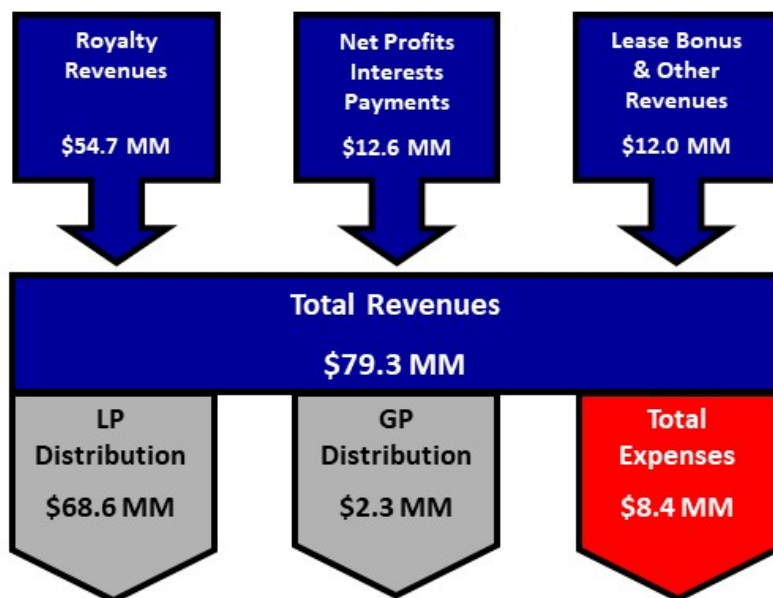 Royalty
Revenues
$54.7 MM
Net Profits
Interests
Payments
$12.6 MM
Lease Bonus
& Other
Revenues
$12.0 MM
Total Revenues
$79.3 MM
LP
Distribution
$68.6 MM
GP
Distribution
$2.3 MM
Total
Expenses
$8.4 MM